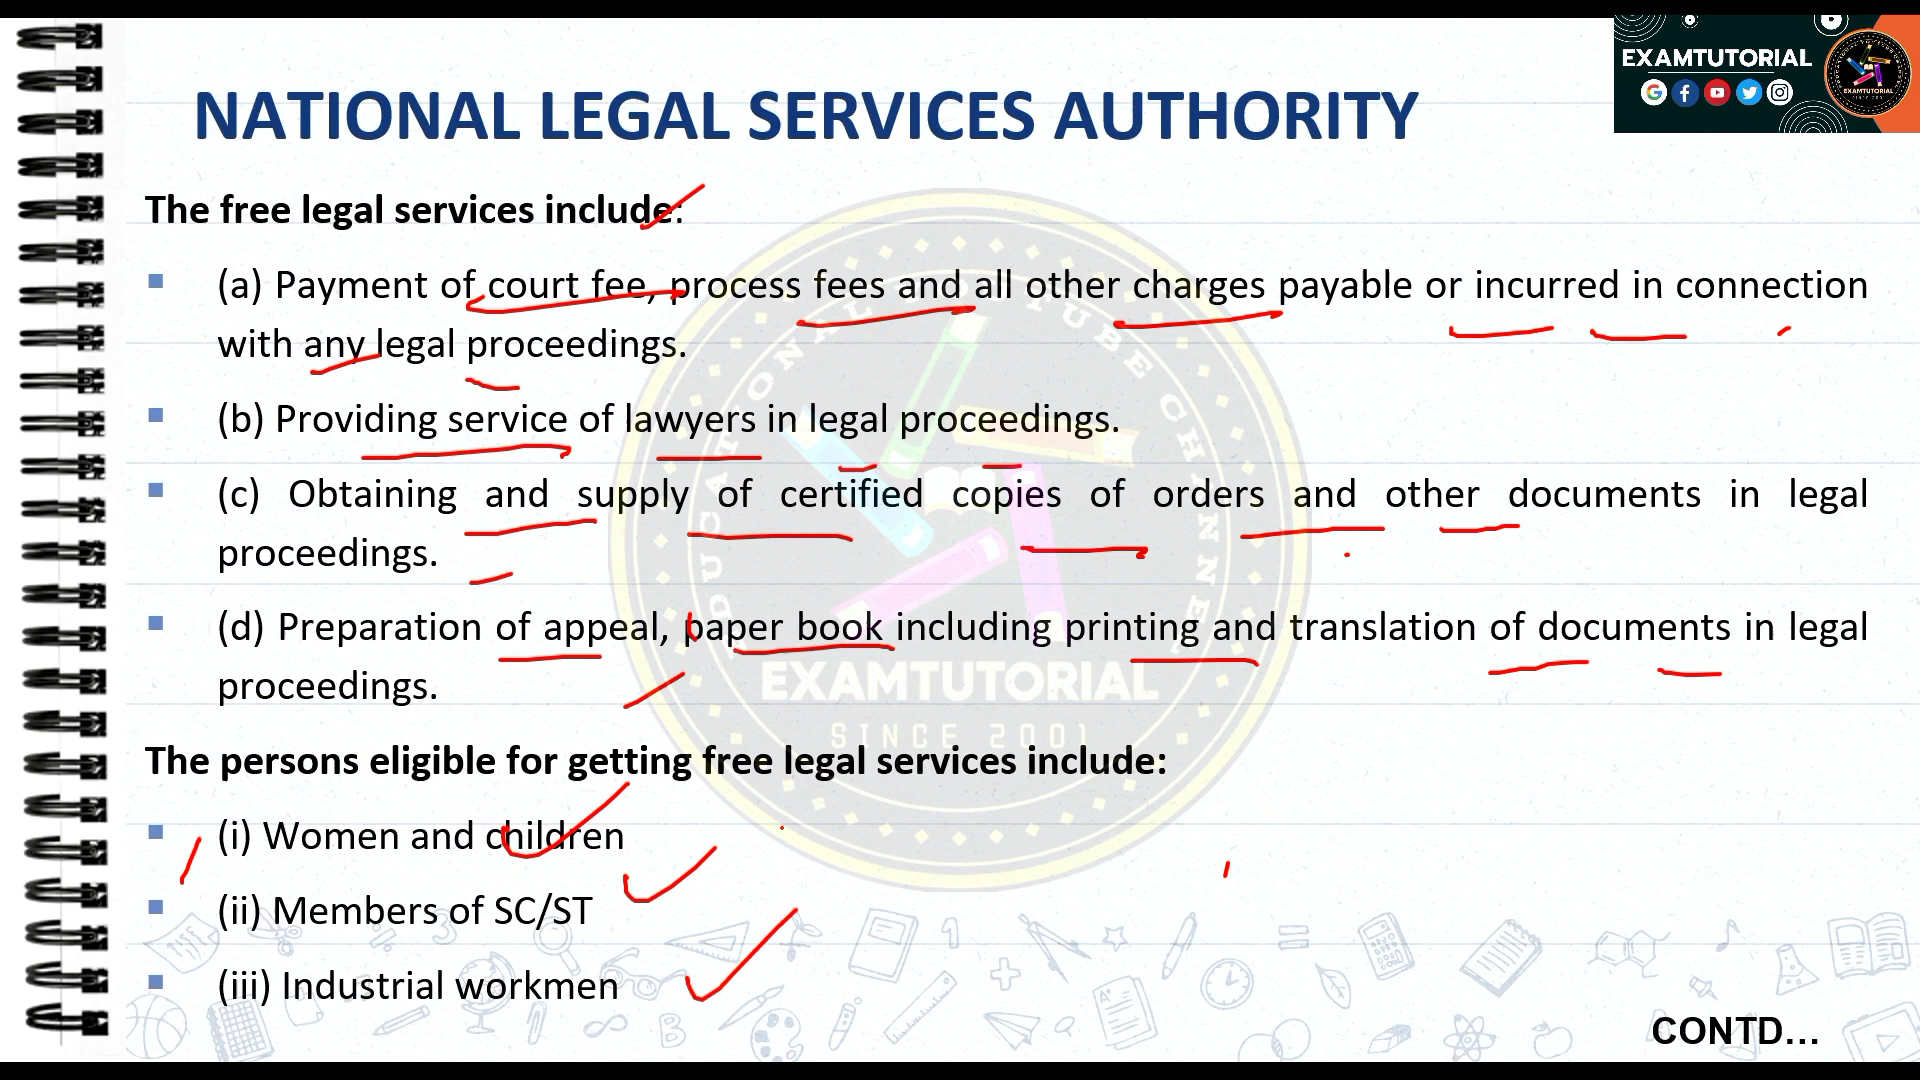 EXAMTUTORIAL
NATIONAL LEGAL SERVICES AUTHORITY
The free legal services include:
(a) Payment of court fee, process fees and all other charges payable or incurred in connection
with any legal proceedings.
(b) Providing service of lawyers in legal proceedings.
(c) Obtaining and supply of certified copies of orders and other documents in legal
proceedings.
(d) Preparation of appeal, paper book including printing and translation of documents in legal
proceedings.
EXAMTUTORIAL
SINCE 2001
The persons eligible for getting free legal services include:
(i) Women and children
(ii) Members of SC/ST
(iii) Industrial workmen
CONTD...